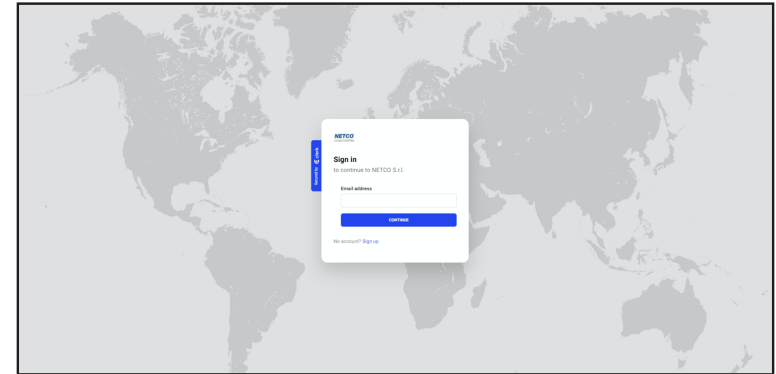 NETCO
Sign in
to continue to NETCO S.r.l.
Secured by clerk
Email address
CONTINUE
No account? Sign up